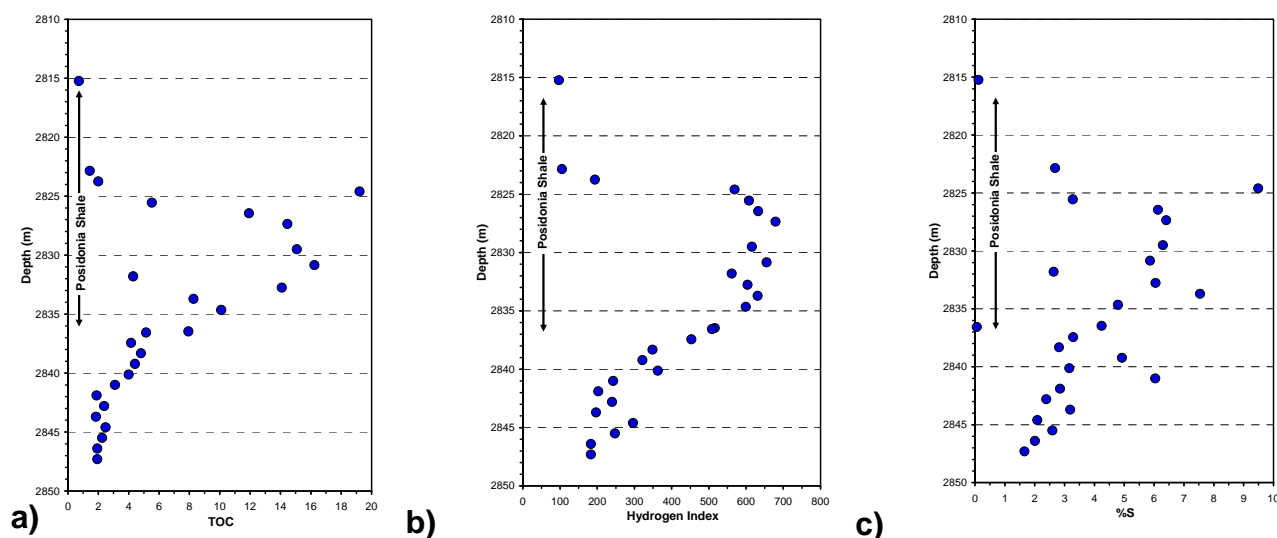 2810
2815
2820
2825
2830
2835
2840
2845
2850
Depth (m)
Posidonia Shale
0 2 4 6 8 10 12 14 16 18 20
TOC
a)
2810
2815
2820
2825
2830
2835
2840
2845
2850
Depth (m)
Posidonia Shale
0 100 200 300 400 500 600 700 800
Hydrogen Index
b)
2810
2815
2820
2825
2830
2835
2840
2845
2850
Depth (m)
Posidonia Shale
0 1 2 3 4 5 6 7 8 9 10
%S
c)